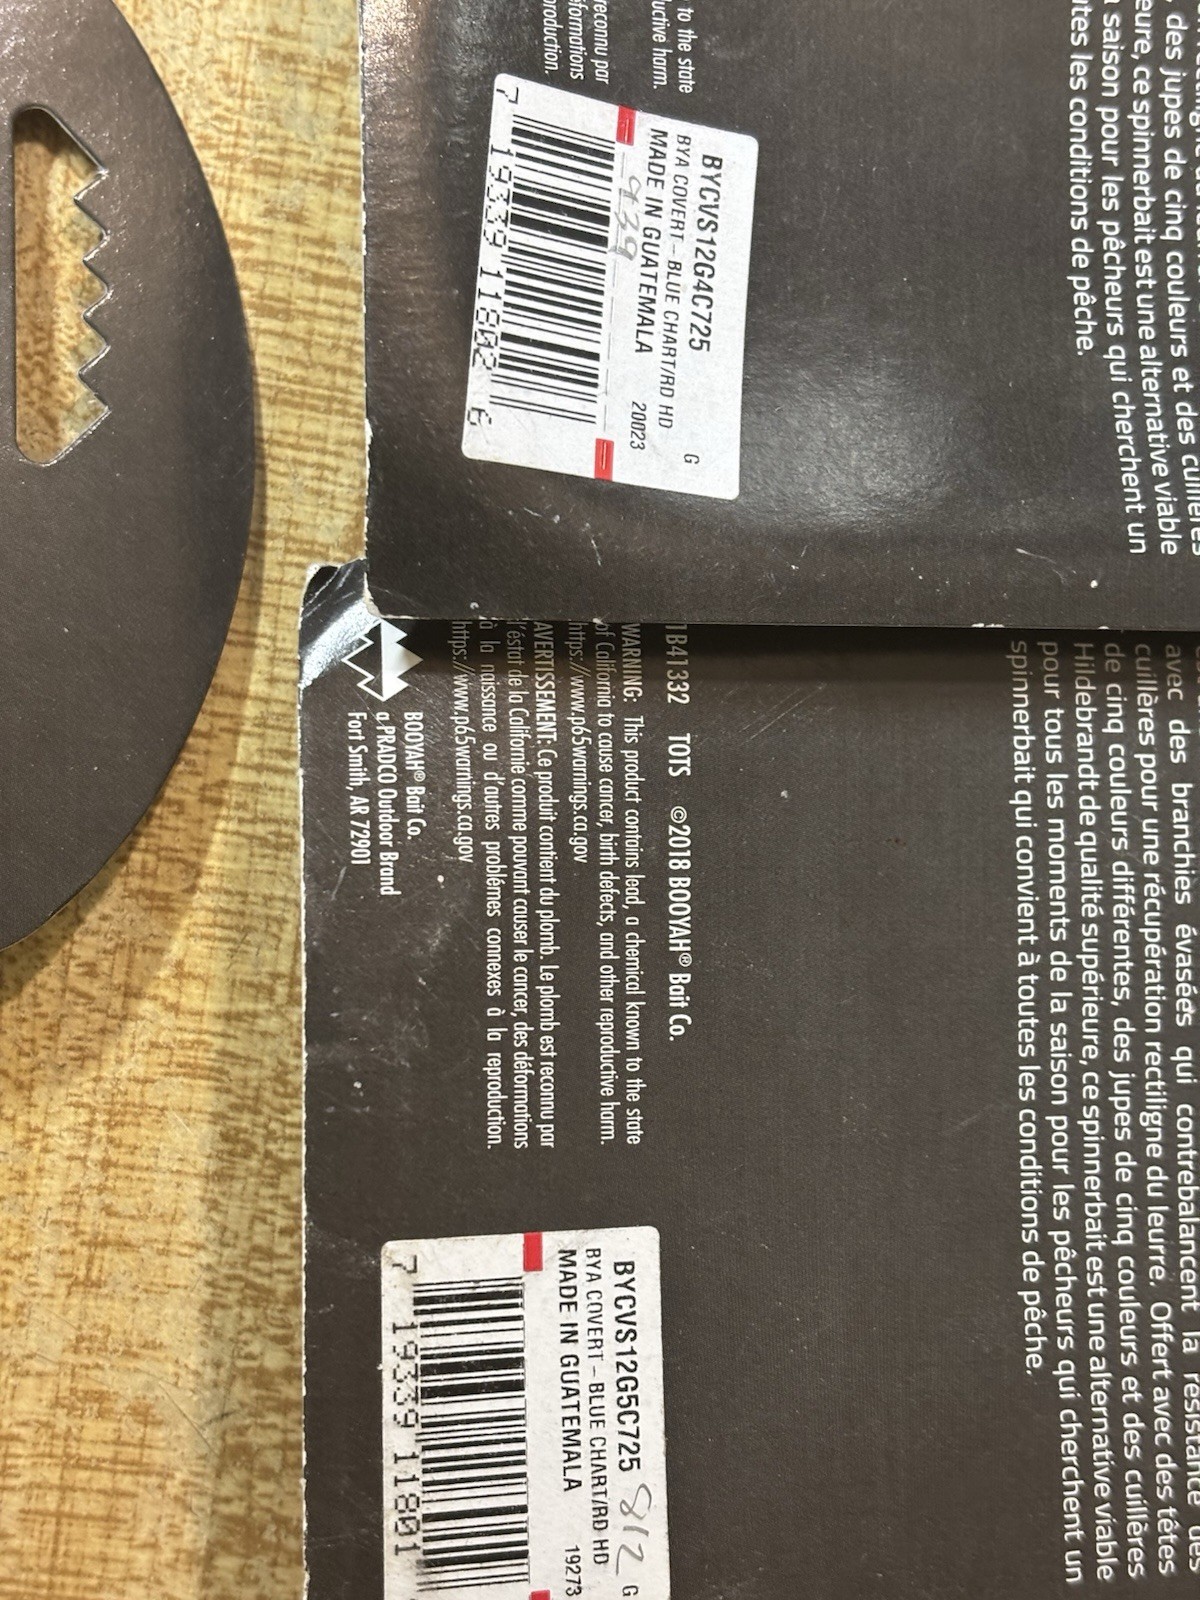 , des jupes de cinq couleurs et des cuillères
eure, ce spinnerbait est une alternative viable
saison pour les pêcheurs qui cherchent un
utes les conditions de pêche.
to the state
uctive harm.
reconnu par
éformations
roduction.
BYCVS12G4C725
G
BYA COVERT - BLUE CHART/RD HD
MADE IN GUATEMALA 20023
939
7 19339 11802 6
avec des branchies évasées qui contrebalancent la résistance des
cuillères pour une récupération rectiligne du leurre. Offert avec des têtes
de cinq couleurs différentes, des jupes de cinq couleurs et des cuillères
Hildebrandt de qualité supérieure, ce spinnerbait est une alternative viable
pour tous les moments de la saison pour les pêcheurs qui cherchent un
spinnerbait qui convient à toutes les conditions de pêche.
1B41332 TOTS ©2018 BOOYAH® Bait Co.
WARNING: This product contains lead, a chemical known to the state
of California to cause cancer, birth defects, and other reproductive harm.
https://www.p65warnings.ca.gov
AVERTISSEMENT: Ce produit contient du plomb. Le plomb est reconnu par
l'éstat de la Californie comme pouvant causer le cancer, des déformations
à la naissance ou d'autres problémes connexes à la reproduction.
https://www.p65warnings.ca.gov
BOOYAH® Bait Co.
a PRADCO Outdoor Brand
Fort Smith, AR 72901
BYCVS12G5C725 812
G
BYA COVERT - BLUE CHART/RD HD
MADE IN GUATEMALA 19273
7 19339 11801